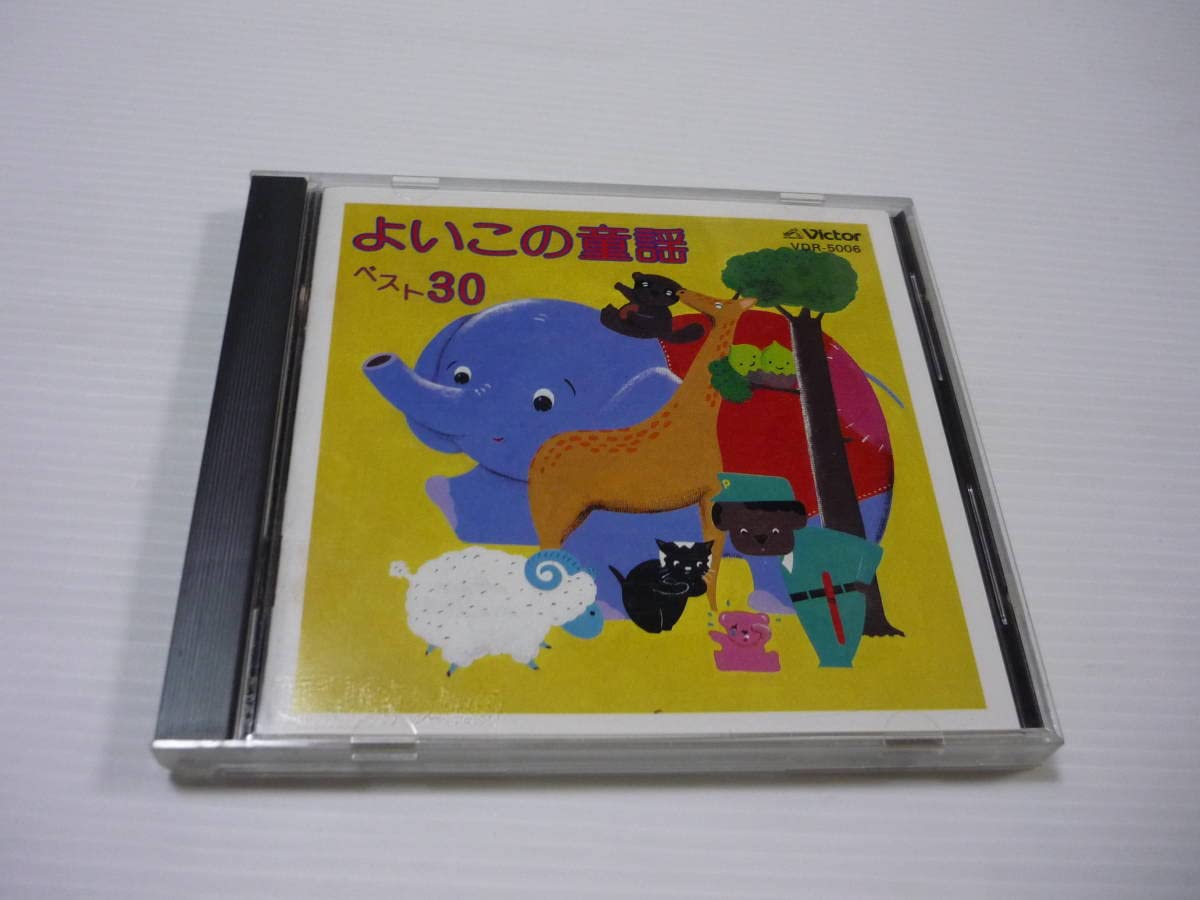 よいこの童謡
ベスト30
Victor
VDR-5006
P